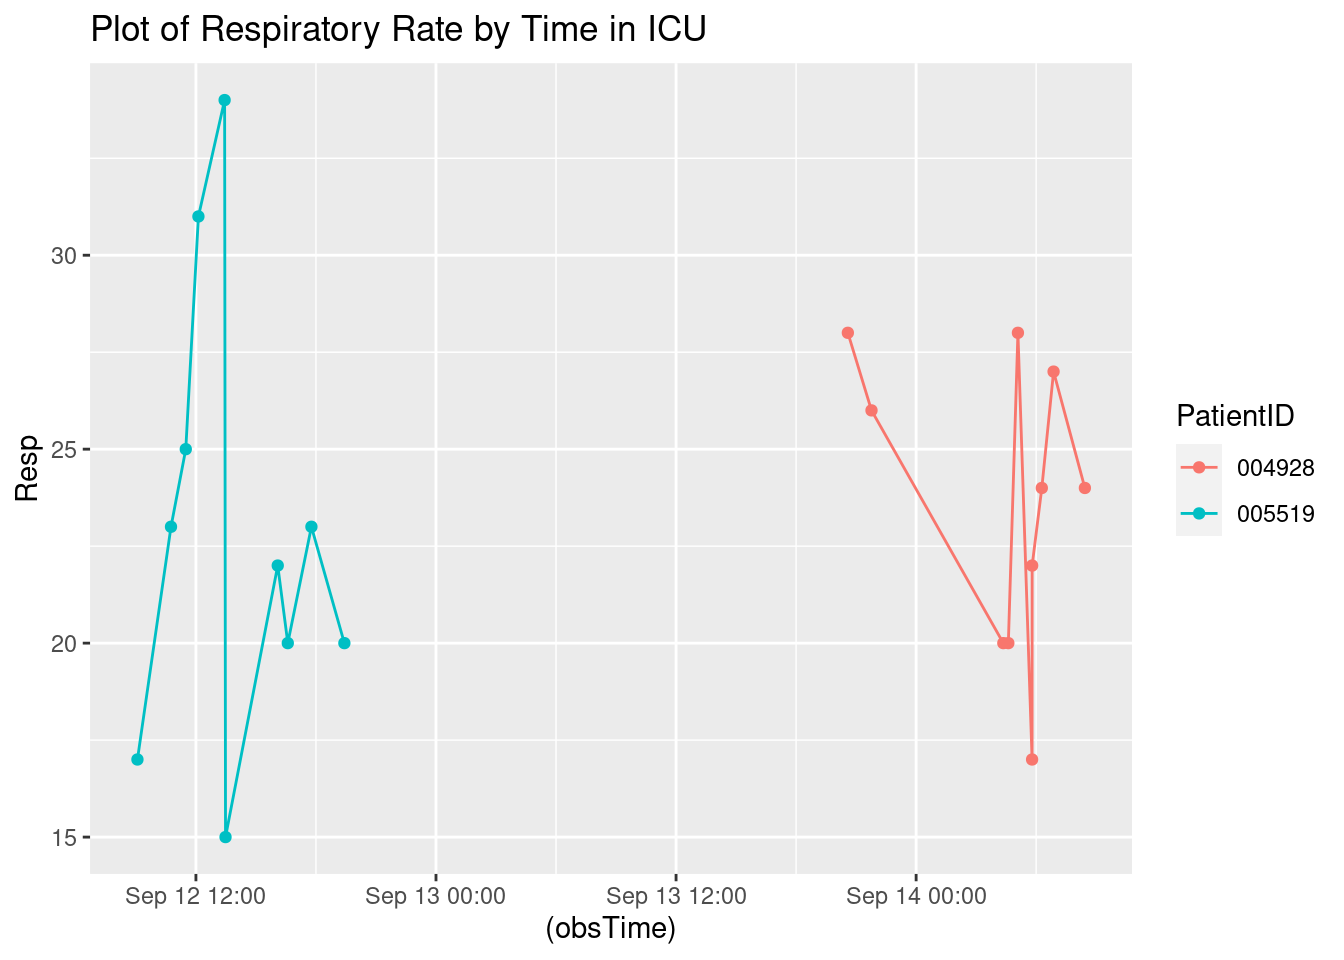 Plot of Respiratory Rate by Time in ICU
Resp
30
25
20
15
Sep 12 12:00
Sep 13 00:00
Sep 13 12:00
Sep 14 00:00
(obsTime)
PatientID
004928
005519